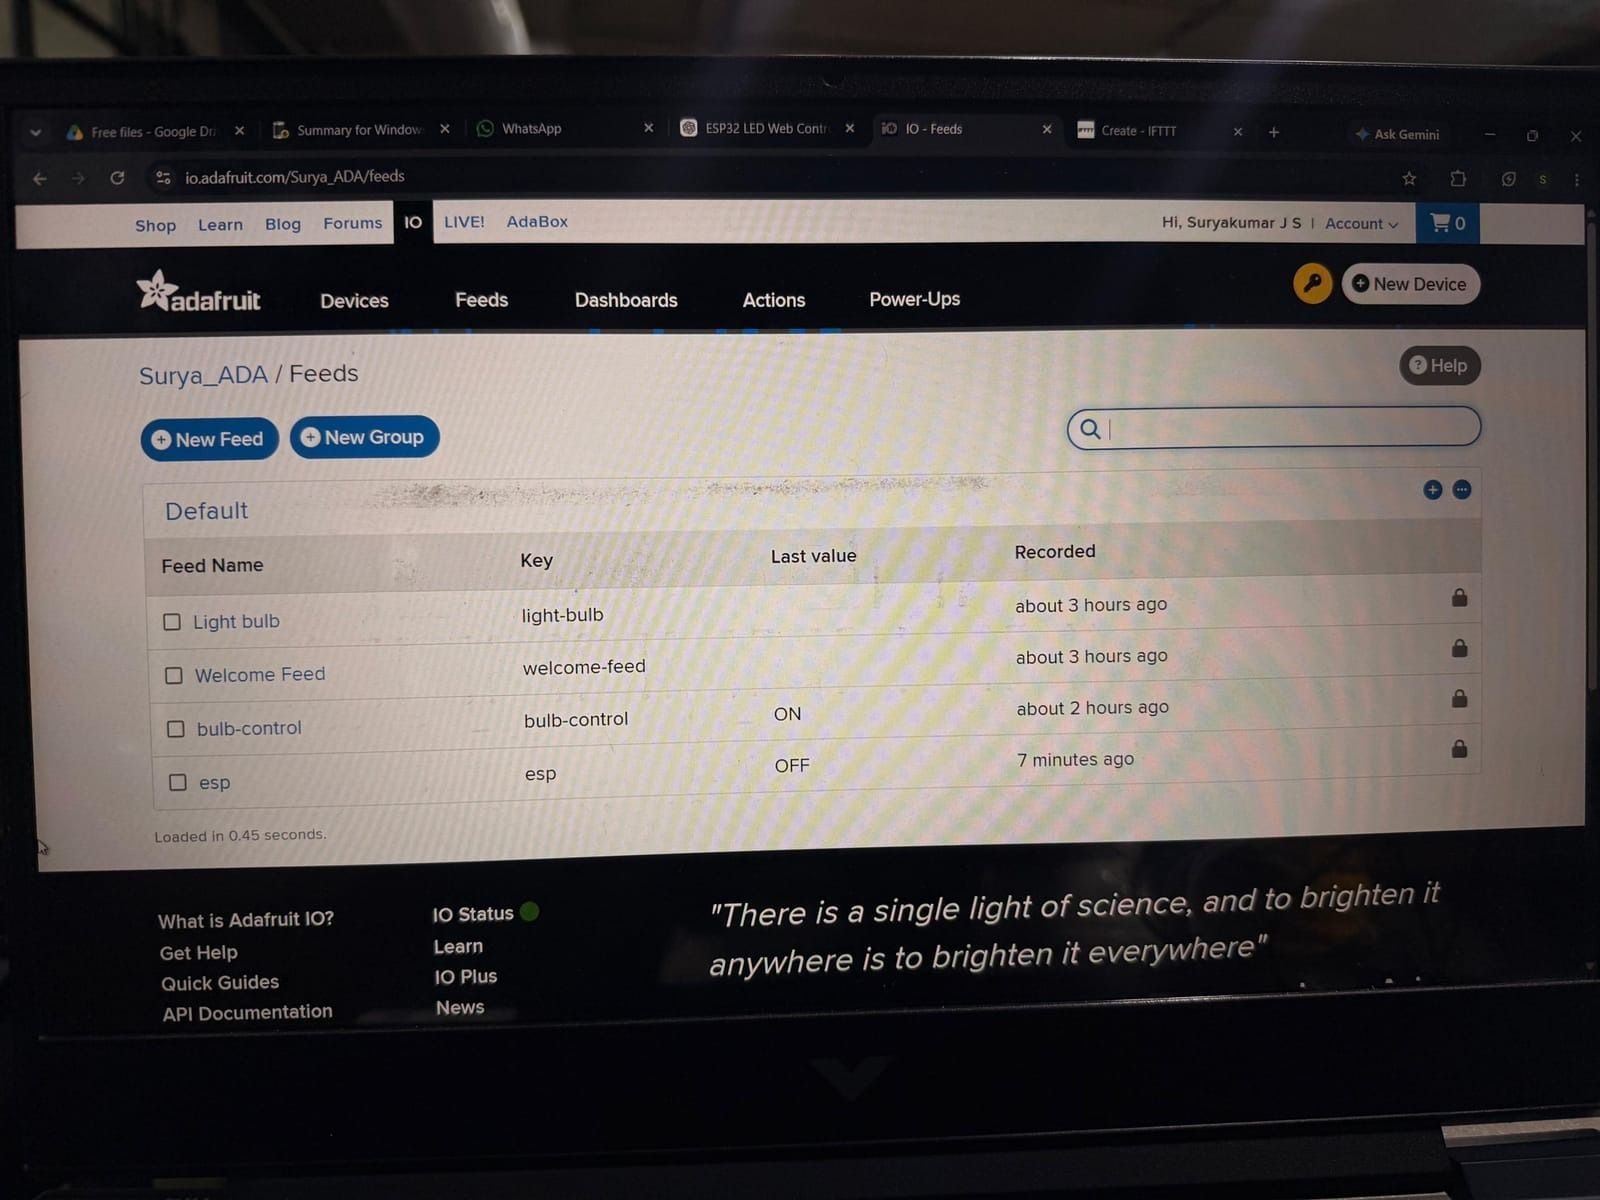 Free files - Google Dr
Summary for Window
WhatsApp
ESP32 LED Web Contr
IO - Feeds
Create - IFTTT
Ask Gemini
io.adafruit.com/Surya_ADA/feeds
S
Shop Learn Blog Forums IO LIVE! AdaBox
Hi, Suryakumar J S | Account
0
adafruit
Devices Feeds Dashboards Actions Power-Ups
New Device
Surya_ADA / Feeds
Help
New Feed New Group
Default
Feed Name Key Last value Recorded
Light bulb light-bulb about 3 hours ago
Welcome Feed welcome-feed about 3 hours ago
bulb-control bulb-control ON about 2 hours ago
esp esp OFF 7 minutes ago
Loaded in 0.45 seconds.
What is Adafruit IO?
Get Help
Quick Guides
API Documentation
IO Status
Learn
IO Plus
News
"There is a single light of science, and to brighten it
anywhere is to brighten it everywhere"